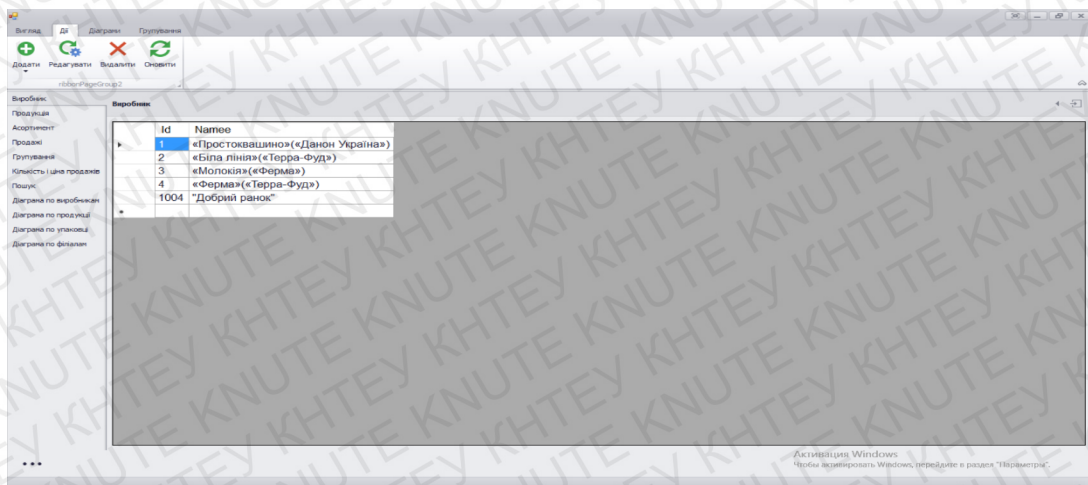 Вигляд Дії Діаграми Групування
Додати Редагувати Видалити Оновити
ribbonPageGroup2
Виробник
Продукція
Асортимент
Продажі
Групування
Кількість і ціна продажів
Пошук
Діаграма по виробникам
Діаграма по продукції
Діаграма по упаковці
Діаграма по філіалам
Виробник
Id Namee
1 «Простоквашино»(«Данон Україна»)
2 «Біла лінія»(«Терра-Фуд»)
3 «Молокія»(«Ферма»)
4 «Ферма»(«Терра-Фуд»)
1004 "Добрий ранок"
Активация Windows
Чтобы активировать Windows, перейдите в раздел "Параметры".
KNUTE КНТЕУ